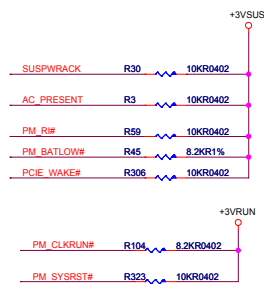 +3VSUS
SUSPWRACK R30 10KR0402
AC_PRESENT R3 10KR0402
PM_RI# R59 10KR0402
PM_BATLOW# R45 8.2KR1%
PCIE_WAKE# R306 10KR0402
+3VRUN
PM_CLKRUN# R104 8.2KR0402
PM_SYSRST# R323 10KR0402